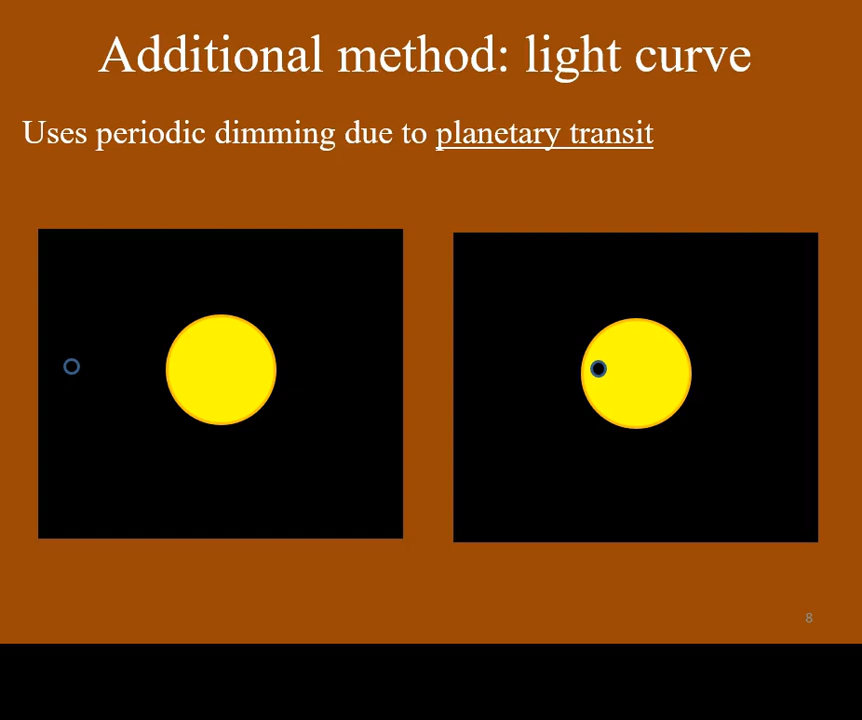 Additional method: light curve
Uses periodic dimming due to planetary transit
8